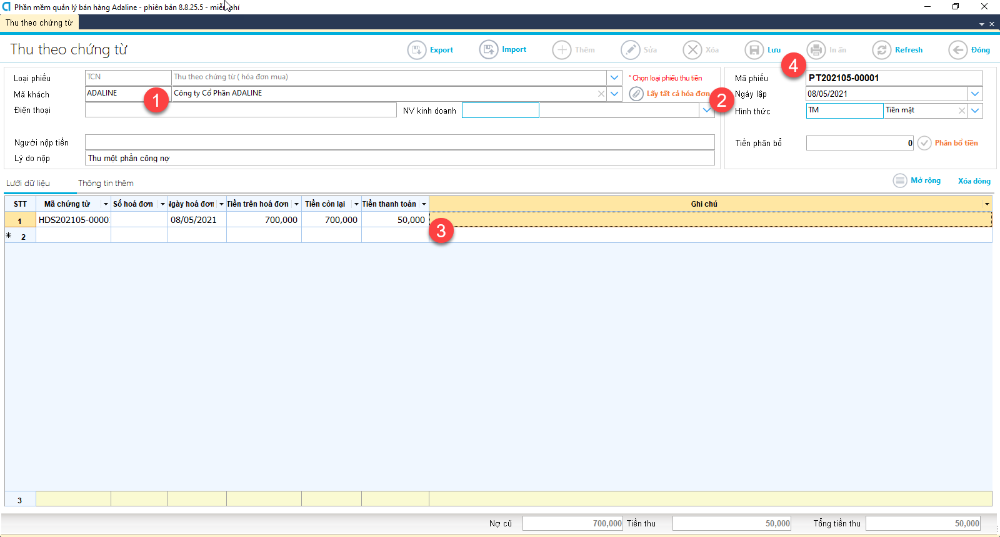 Phần mềm quản lý bán hàng Adaline - phiên bản 8.8.25.5 - miễn phí
Thu theo chứng từ
Thu theo chứng từ
Export
Import
Thêm
Sửa
Xóa
Lưu
In ấn
Refresh
Đóng
Loại phiếu TCN Thu theo chứng từ ( hóa đơn mua) * Chọn loại phiếu thu tiền
Mã khách ADALINE Công ty Cổ Phần ADALINE Lấy tất cả hóa đơn
1
2
Điện thoại NV kinh doanh
Người nộp tiền
Lý do nộp Thu một phần công nợ
4
Mã phiếu PT202105-00001
Ngày lập 08/05/2021
Hình thức TM Tiền mặt
Tiền phân bổ 0 Phân bổ tiền
Lưới dữ liệu Thông tin thêm Mở rộng Xóa dòng
STT Mã chứng từ Số hoá đơn Ngày hoá đơn Tiền trên hoá đơn Tiền còn lại Tiền thanh toán Ghi chú
1 HDS202105-0000 08/05/2021 700,000 700,000 50,000
3
* 2
3
Nợ cũ 700,000 Tiền thu 50,000 Tổng tiền thu 50,000